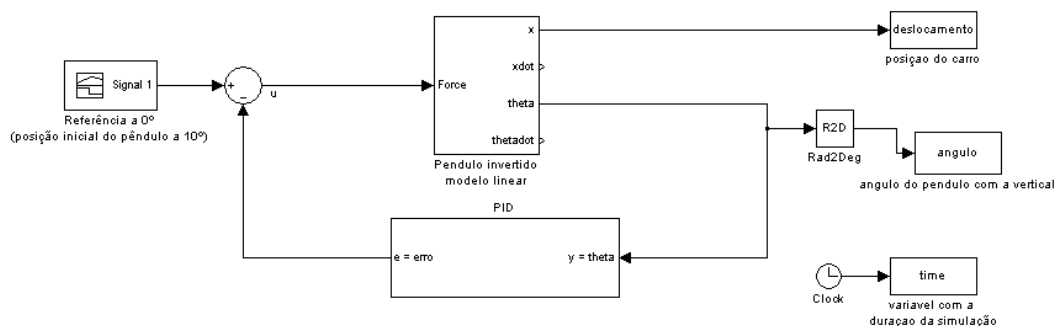 x
deslocamento
posiçao do carro
xdot
Signal 1
+
−
u
Force
theta
Referência a 0º
(posição inicial do pêndulo a 10º)
thetadot
R2D
Rad2Deg
angulo
angulo do pendulo com a vertical
Pendulo invertido
modelo linear
PID
e = erro
y = theta
Clock
time
variavel com a
duraçao da simulação